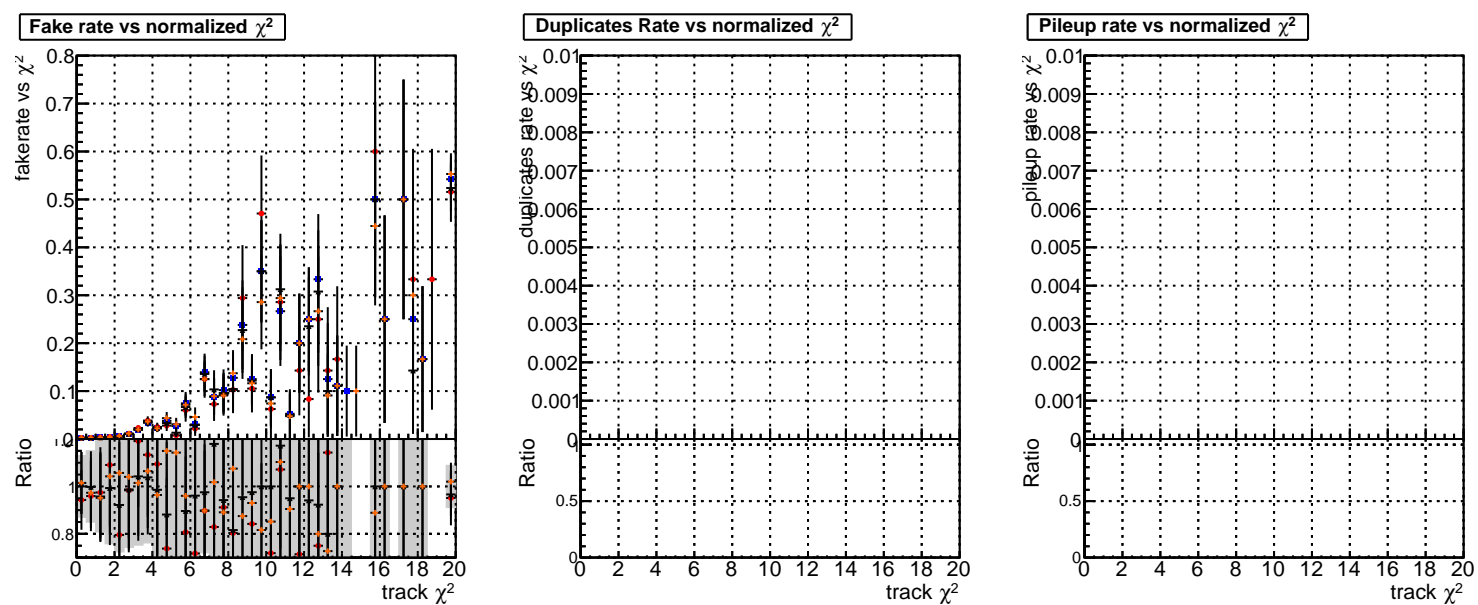 Fake rate vs normalized χ²
fakerate vs χ²
0.8
0.7
0.6
0.5
0.4
0.3
0.2
0.1
0
Ratio
1.2
1
0.8
0 2 4 6 8 10 12 14 16 18 20
track χ²
Duplicates Rate vs normalized χ²
duplicates rate vs χ²
0.01
0.009
0.008
0.007
0.006
0.005
0.004
0.003
0.002
0.001
0
Ratio
1
0.5
0
0 2 4 6 8 10 12 14 16 18 20
track χ²
Pileup rate vs normalized χ²
pileup rate vs χ²
0.01
0.009
0.008
0.007
0.006
0.005
0.004
0.003
0.002
0.001
0
Ratio
1
0.5
0
0 2 4 6 8 10 12 14 16 18 20
track χ²